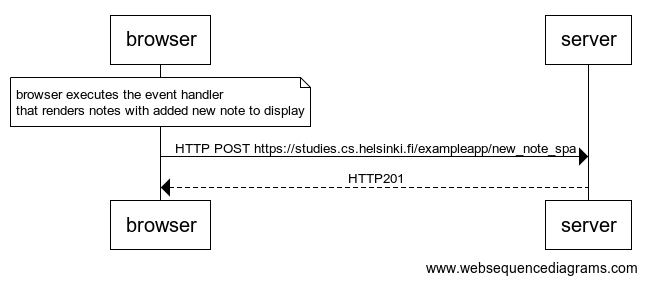 browser
server
browser executes the event handler
that renders notes with added new note to display
HTTP POST https://studies.cs.helsinki.fi/exampleapp/new_note_spa
HTTP201
browser
server
www.websequencediagrams.com